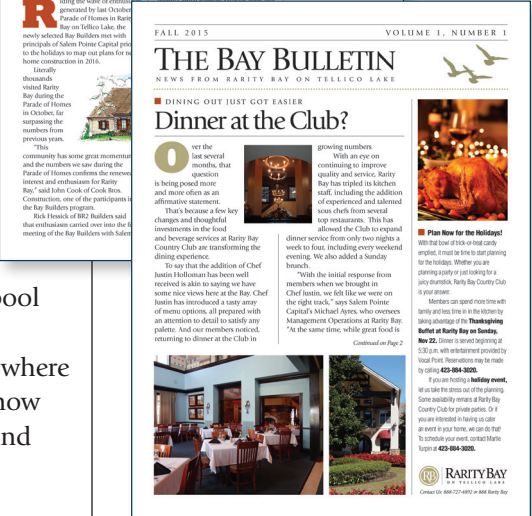 R
iding the wave of enthusi
generated by last October
Parade of Homes in Rarity
Bay on Tellico Lake, the
newly selected Bay Builders met with
principals of Salem Pointe Capital prio
to the holidays to map out plans for n
home construction in 2016.
Literally
thousands
visited Rarity
Bay during the
Parade of Homes
in October, far
surpassing the
numbers from
previous years.
"This
community has some great momentu
and the numbers we saw during the
Parade of Homes confirms the renewe
interest and enthusiasm for Rarity
Bay," said John Cook of Cook Bros.
Construction, one of the participants i
the Bay Builders program.
Rick Hessick of BR2 Builders said
that enthusiasm carried over into the fi
meeting of the Bay Builders with Salem
ool
where
now
nd
FALL 2015 VOLUME 1, NUMBER 1
THE BAY BULLETIN
NEWS FROM RARITY BAY ON TELLICO LAKE
DINING OUT JUST GOT EASIER
Dinner at the Club?
Over the
last several
months, that
question
is being posed more
and more often as an
affirmative statement.
That's because a few key
changes and thoughtful
investments in the food
and beverage services at Rarity Bay
Country Club are transforming the
dining experience.
To say that the addition of Chef
Justin Holloman has been well
received is akin to saying we have
some nice views here at the Bay. Chef
Justin has introduced a tasty array
of menu options, all prepared with
an attention to detail to satisfy any
palette. And our members noticed,
returning to dinner at the Club in
growing numbers.
With an eye on
continuing to improve
quality and service, Rarity
Bay has tripled its kitchen
staff, including the addition
of experienced and talented
sous chefs from several
top restaurants. This has
allowed the Club to expand
dinner service from only two nights a
week to four, including every weekend
evening. We also added a Sunday
brunch.
"With the initial response from
members when we brought in
Chef Justin, we felt like we were on
the right track," says Salem Pointe
Capital's Michael Ayres, who oversees
Management Operations at Rarity Bay.
"At the same time, while great food is
Continued on Page 2
Plan Now for the Holidays!
With that bowl of trick-or-treat candy
emptied, it must be time to start planning
for the holidays. Whether you are
planning a party or just looking for a
juicy drumstick, Rarity Bay Country Club
is your answer.
Members can spend more time with
family and less time in in the kitchen by
taking advantage of the Thanksgiving
Buffet at Rarity Bay on Sunday,
Nov 22. Dinner is served beginning at
5:30 p.m. with entertainment provided by
Vocal Point. Reservations may be made
by calling 423-884-3020.
If you are hosting a holiday event,
let us take the stress out of the planning.
Some availability remains at Rarity Bay
Country Club for private parties. Or if
you are interested in having us cater
an event in your home, we can do that!
To schedule your event, contact Martie
Turpin at 423-884-3020.
RB
RARITY BAY
ON TELLICO LAKE
Contact Us: 888-727-4892 or 888 Rarity Bay